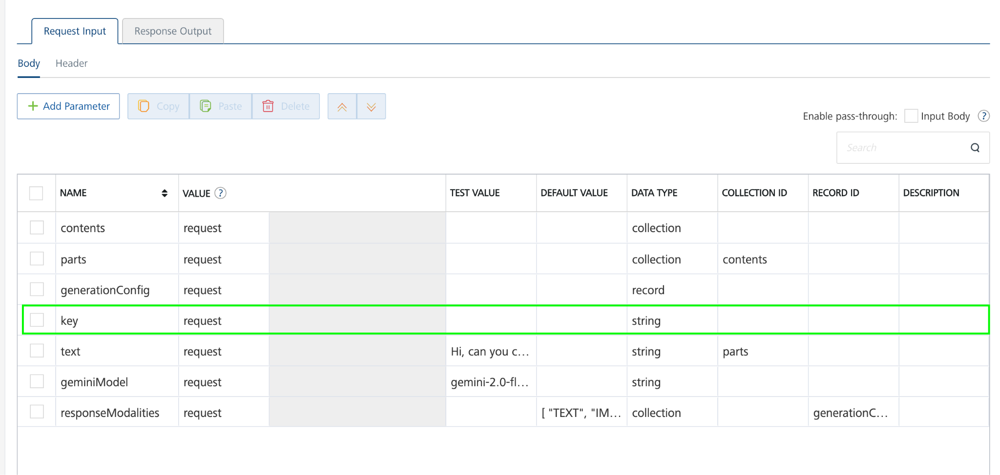 Request Input Response Output
Body Header
Add Parameter Copy Paste Delete
Enable pass-through: Input Body ?
Search
NAME VALUE ? TEST VALUE DEFAULT VALUE DATA TYPE COLLECTION ID RECORD ID DESCRIPTION
contents request collection
parts request collection contents
generationConfig request record
key request string
text request Hi, can you c... string parts
geminiModel request gemini-2.0-fl... string
responseModalities request [ "TEXT", "IM... collection generationC...